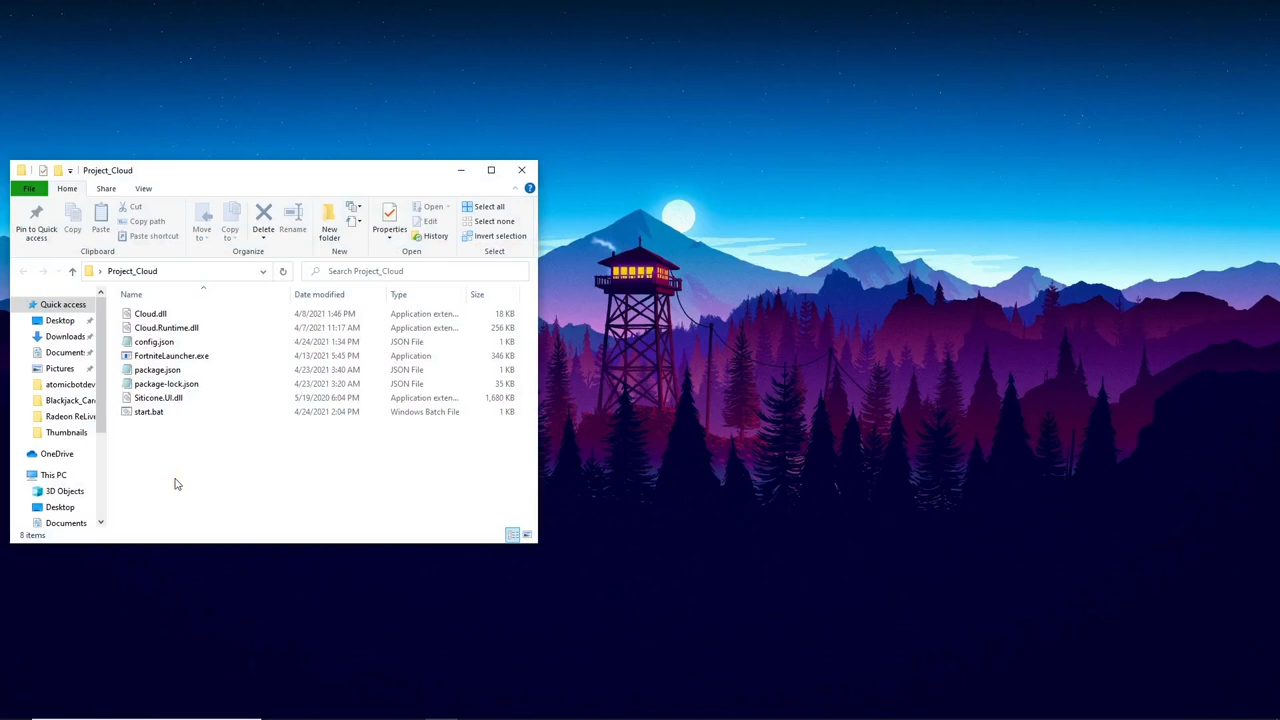 Project_Cloud
File Home Share View
Pin to Quick access
Copy
Paste
Cut
Copy path
Paste shortcut
Clipboard
Move to
Copy to
Delete
Rename
Organize
New folder
New
Properties
Open
Edit
History
Open
Select all
Select none
Invert selection
Select
Project_Cloud
Search Project_Cloud
Quick access
Desktop
Downloads
Document
Pictures
atomicbotdev
Blackjack_Car
Radeon ReLive
Thumbnails
OneDrive
This PC
3D Objects
Desktop
Documents
Name Date modified Type Size
Cloud.dll 4/8/2021 1:46 PM Application exten... 18 KB
Cloud.Runtime.dll 4/7/2021 11:17 AM Application exten... 256 KB
config.json 4/24/2021 1:34 PM JSON File 1 KB
FortniteLauncher.exe 4/13/2021 5:45 PM Application 346 KB
package.json 4/23/2021 3:40 AM JSON File 1 KB
package-lock.json 4/23/2021 3:20 AM JSON File 35 KB
Siticone.UI.dll 5/19/2020 6:04 PM Application exten... 1,680 KB
start.bat 4/24/2021 2:04 PM Windows Batch File 1 KB
8 items